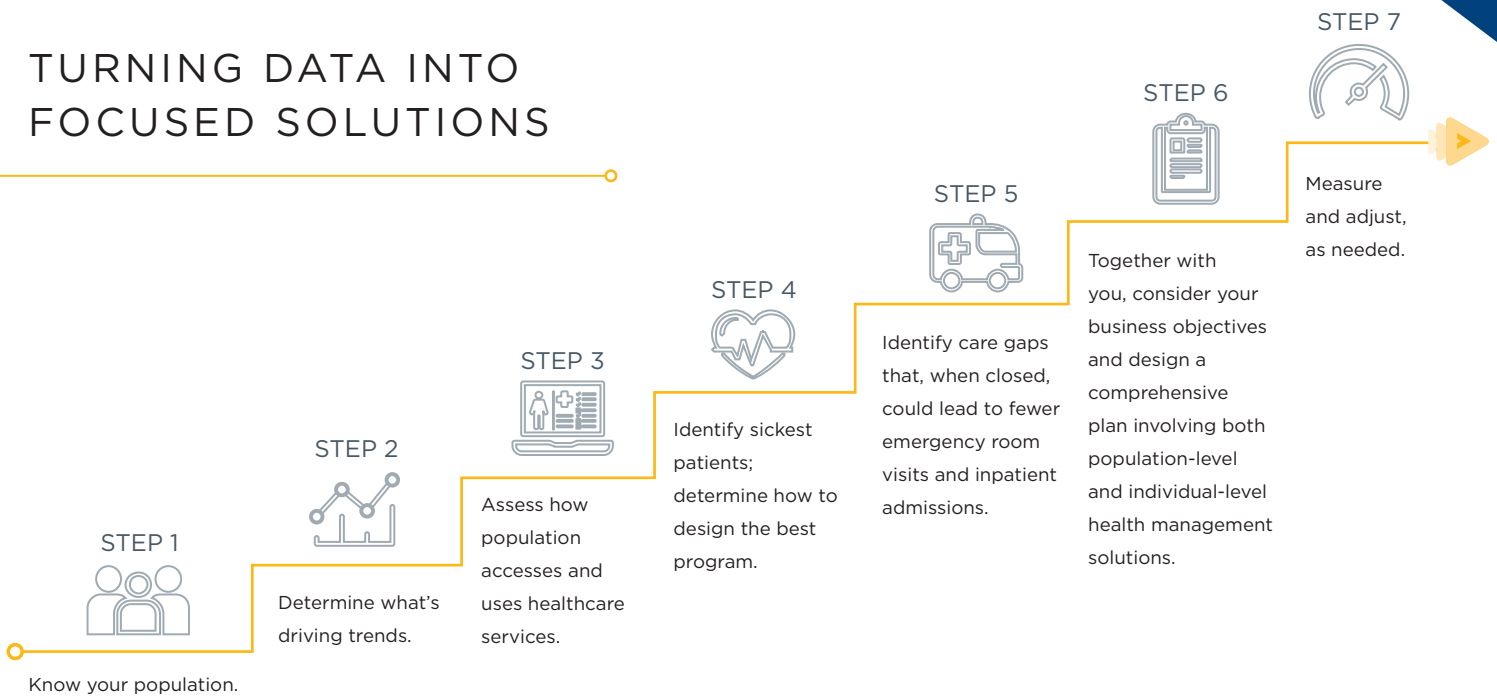 TURNING DATA INTO
FOCUSED SOLUTIONS
STEP 1
Know your population.
STEP 2
Determine what’s
driving trends.
STEP 3
Assess how
population
accesses and
uses healthcare
services.
STEP 4
Identify sickest
patients;
determine how to
design the best
program.
STEP 5
Identify care gaps
that, when closed,
could lead to fewer
emergency room
visits and inpatient
admissions.
STEP 6
Together with
you, consider your
business objectives
and design a
comprehensive
plan involving both
population-level
and individual-level
health management
solutions.
STEP 7
Measure
and adjust,
as needed.